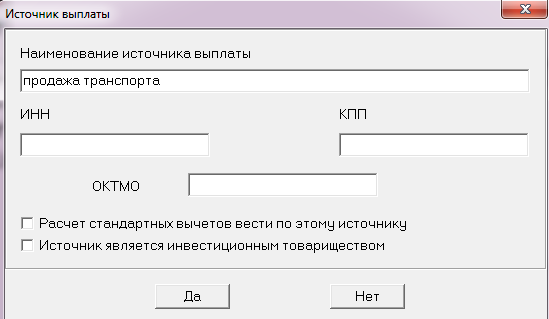 Источник выплаты
Наименование источника выплаты
продажа транспорта
ИНН КПП
ОКТМО
Расчет стандартных вычетов вести по этому источнику
Источник является инвестиционным товариществом
Да Нет